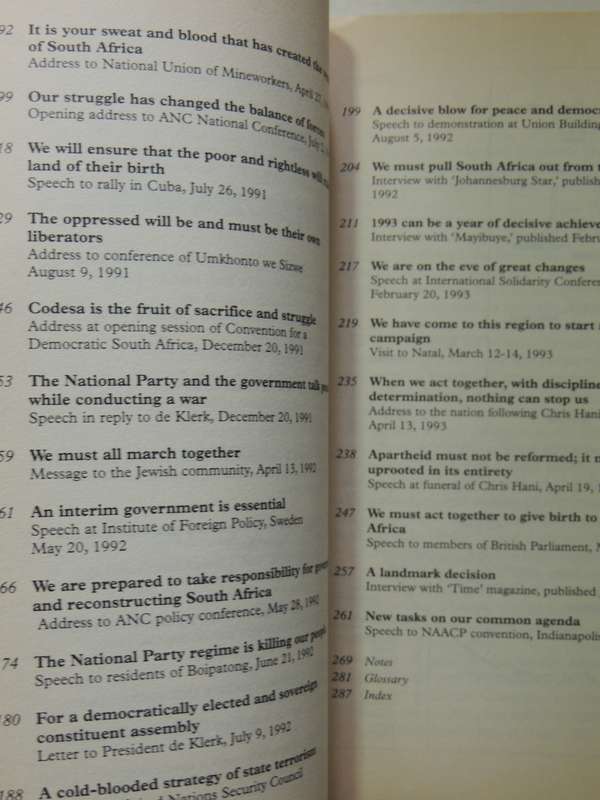 92 It is your sweat and blood that has created the
of South Africa
Address to National Union of Mineworkers, April 27,
99 Our struggle has changed the balance of forces
Opening address to ANC National Conference, July 2,
18 We will ensure that the poor and rightless will
land of their birth
Speech to rally in Cuba, July 26, 1991
29 The oppressed will be and must be their own
liberators
Address to conference of Umkhonto we Sizwe
August 9, 1991
46 Codesa is the fruit of sacrifice and struggle
Address at opening session of Convention for a
Democratic South Africa, December 20, 1991
53 The National Party and the government talk
while conducting a war
Speech in reply to de Klerk, December 20, 1991
59 We must all march together
Message to the Jewish community, April 13, 1992
61 An interim government is essential
Speech at Institute of Foreign Policy, Sweden
May 20, 1992
66 We are prepared to take responsibility for
and reconstructing South Africa
Address to ANC policy conference, May 28, 1992
74 The National Party regime is killing our people
Speech to residents of Boipatong, June 21, 1992
180 For a democratically elected and sovereign
constituent assembly
Letter to President de Klerk, July 9, 1992
188 A cold-blooded strategy of state terrorism
Nations Security Council
199 A decisive blow for peace and
Speech to demonstration at Union
August 5, 1992
204 We must pull South Africa out from
Interview with 'Johannesburg Star,'
1992
211 1993 can be a year of decisive
Interview with 'Mayibuye,' published
217 We are on the eve of great changes
Speech at International Solidarity
February 20, 1993
219 We have come to this region to start
campaign
Visit to Natal, March 12-14, 1993
235 When we act together, with discipline
determination, nothing can stop us
Address to the nation following Chris
April 13, 1993
238 Apartheid must not be reformed; it
uprooted in its entirety
Speech at funeral of Chris Hani, April 19,
247 We must act together to give birth to
Africa
Speech to members of British Parliament,
257 A landmark decision
Interview with 'Time' magazine, published
261 New tasks on our common agenda
Speech to NAACP convention, Indianapolis
269 Notes
281 Glossary
287 Index